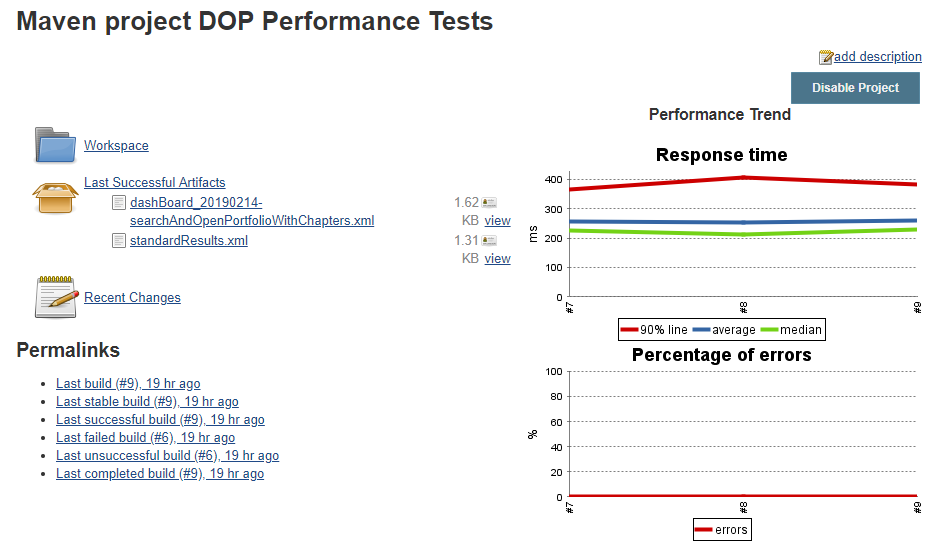 Maven project DOP Performance Tests
add description
Disable Project
Workspace
Last Successful Artifacts
dashBoard_20190214-
searchAndOpenPortfolioWithChapters.xml
1.62
KB view
standardResults.xml
1.31
KB view
Recent Changes
Permalinks
Last build (#9), 19 hr ago
Last stable build (#9), 19 hr ago
Last successful build (#9), 19 hr ago
Last failed build (#6), 19 hr ago
Last unsuccessful build (#6), 19 hr ago
Last completed build (#9), 19 hr ago
Performance Trend
Response time
400
300
200
100
0
ms
#7
#8
#9
90% line average median
Percentage of errors
100
80
60
40
20
0
%
#7
#8
#9
errors